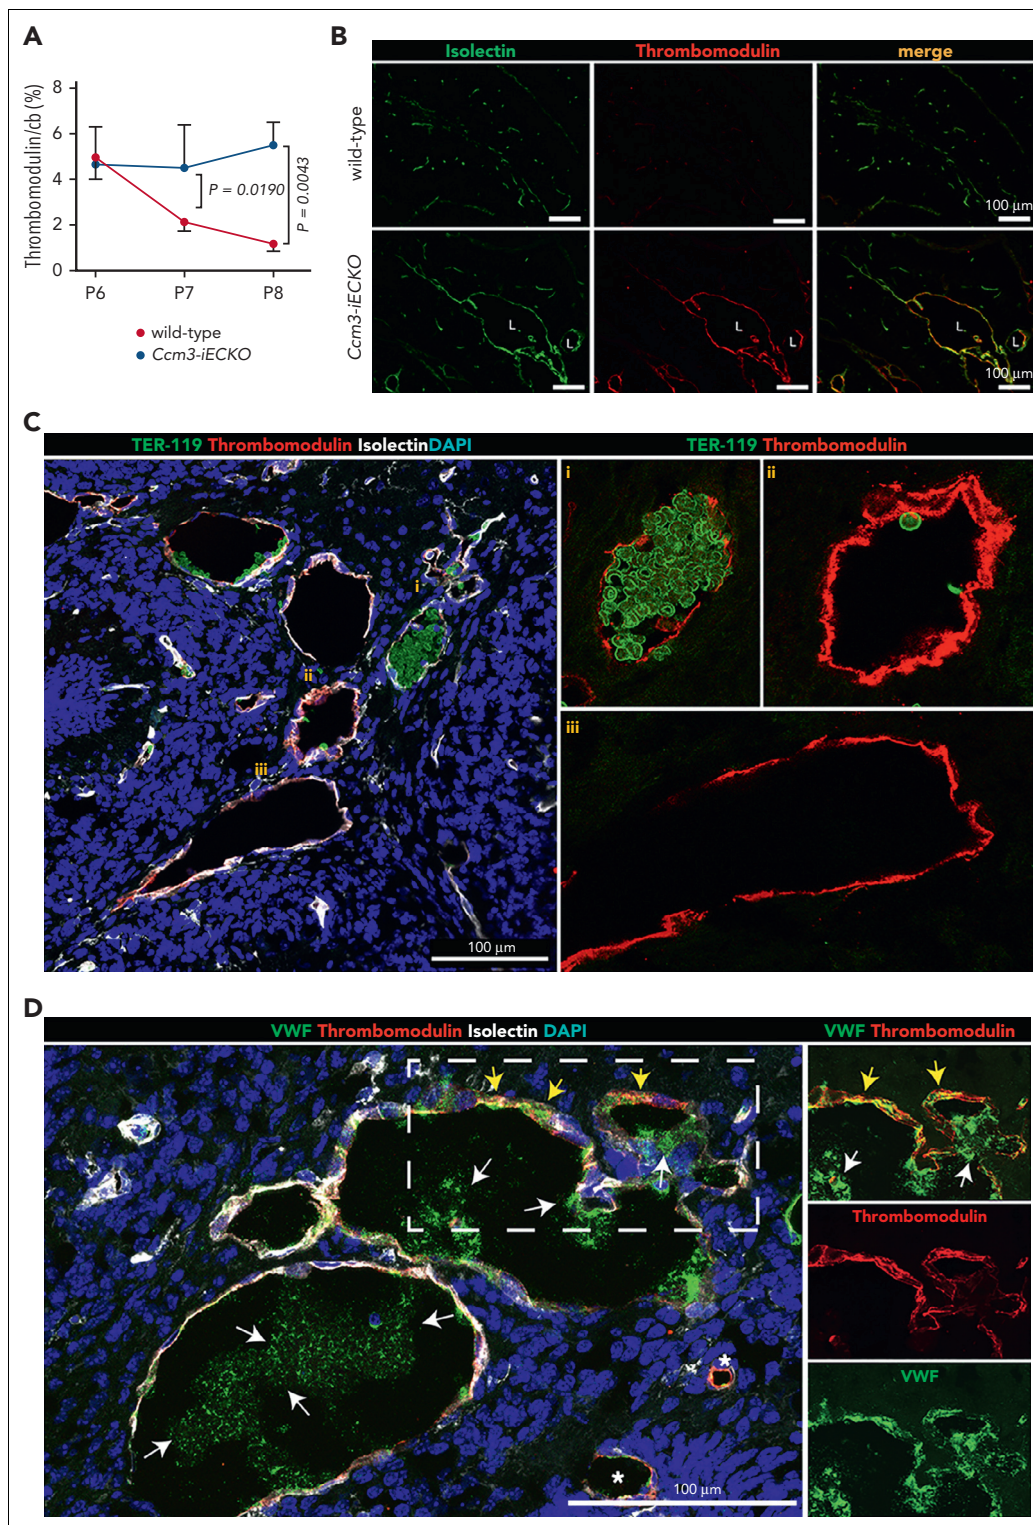 A
Thrombomodulin/cb (%)
8
6
4
2
0
P = 0.0190
P = 0.0043
P6
P7
P8
wild-type
Ccm3-iECKO
B
Isolectin
Thrombomodulin
merge
wild-type
100 µm
Ccm3-iECKO
L
L
L
L
L
L
100 µm
C
TER-119 Thrombomodulin IsolectinDAPI
TER-119 Thrombomodulin
i
ii
iii
100 µm
i
ii
iii
D
VWF Thrombomodulin Isolectin DAPI
VWF Thrombomodulin
*
*
100 µm
Thrombomodulin
VWF